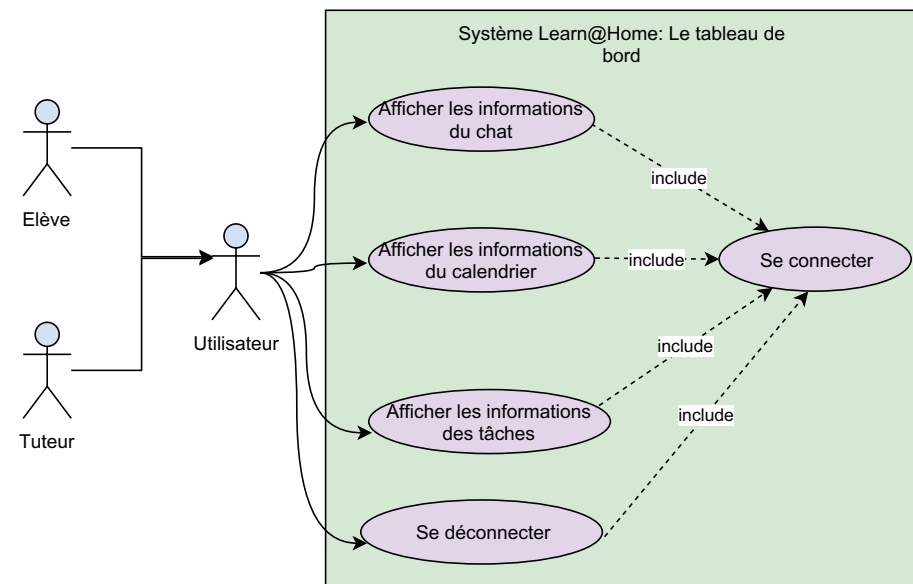 Système Learn@Home: Le tableau de
bord
Afficher les informations
du chat
include
Elève
Afficher les informations
du calendrier
include
Se connecter
Utilisateur
include
Afficher les informations
des tâches
include
Tuteur
Se déconnecter